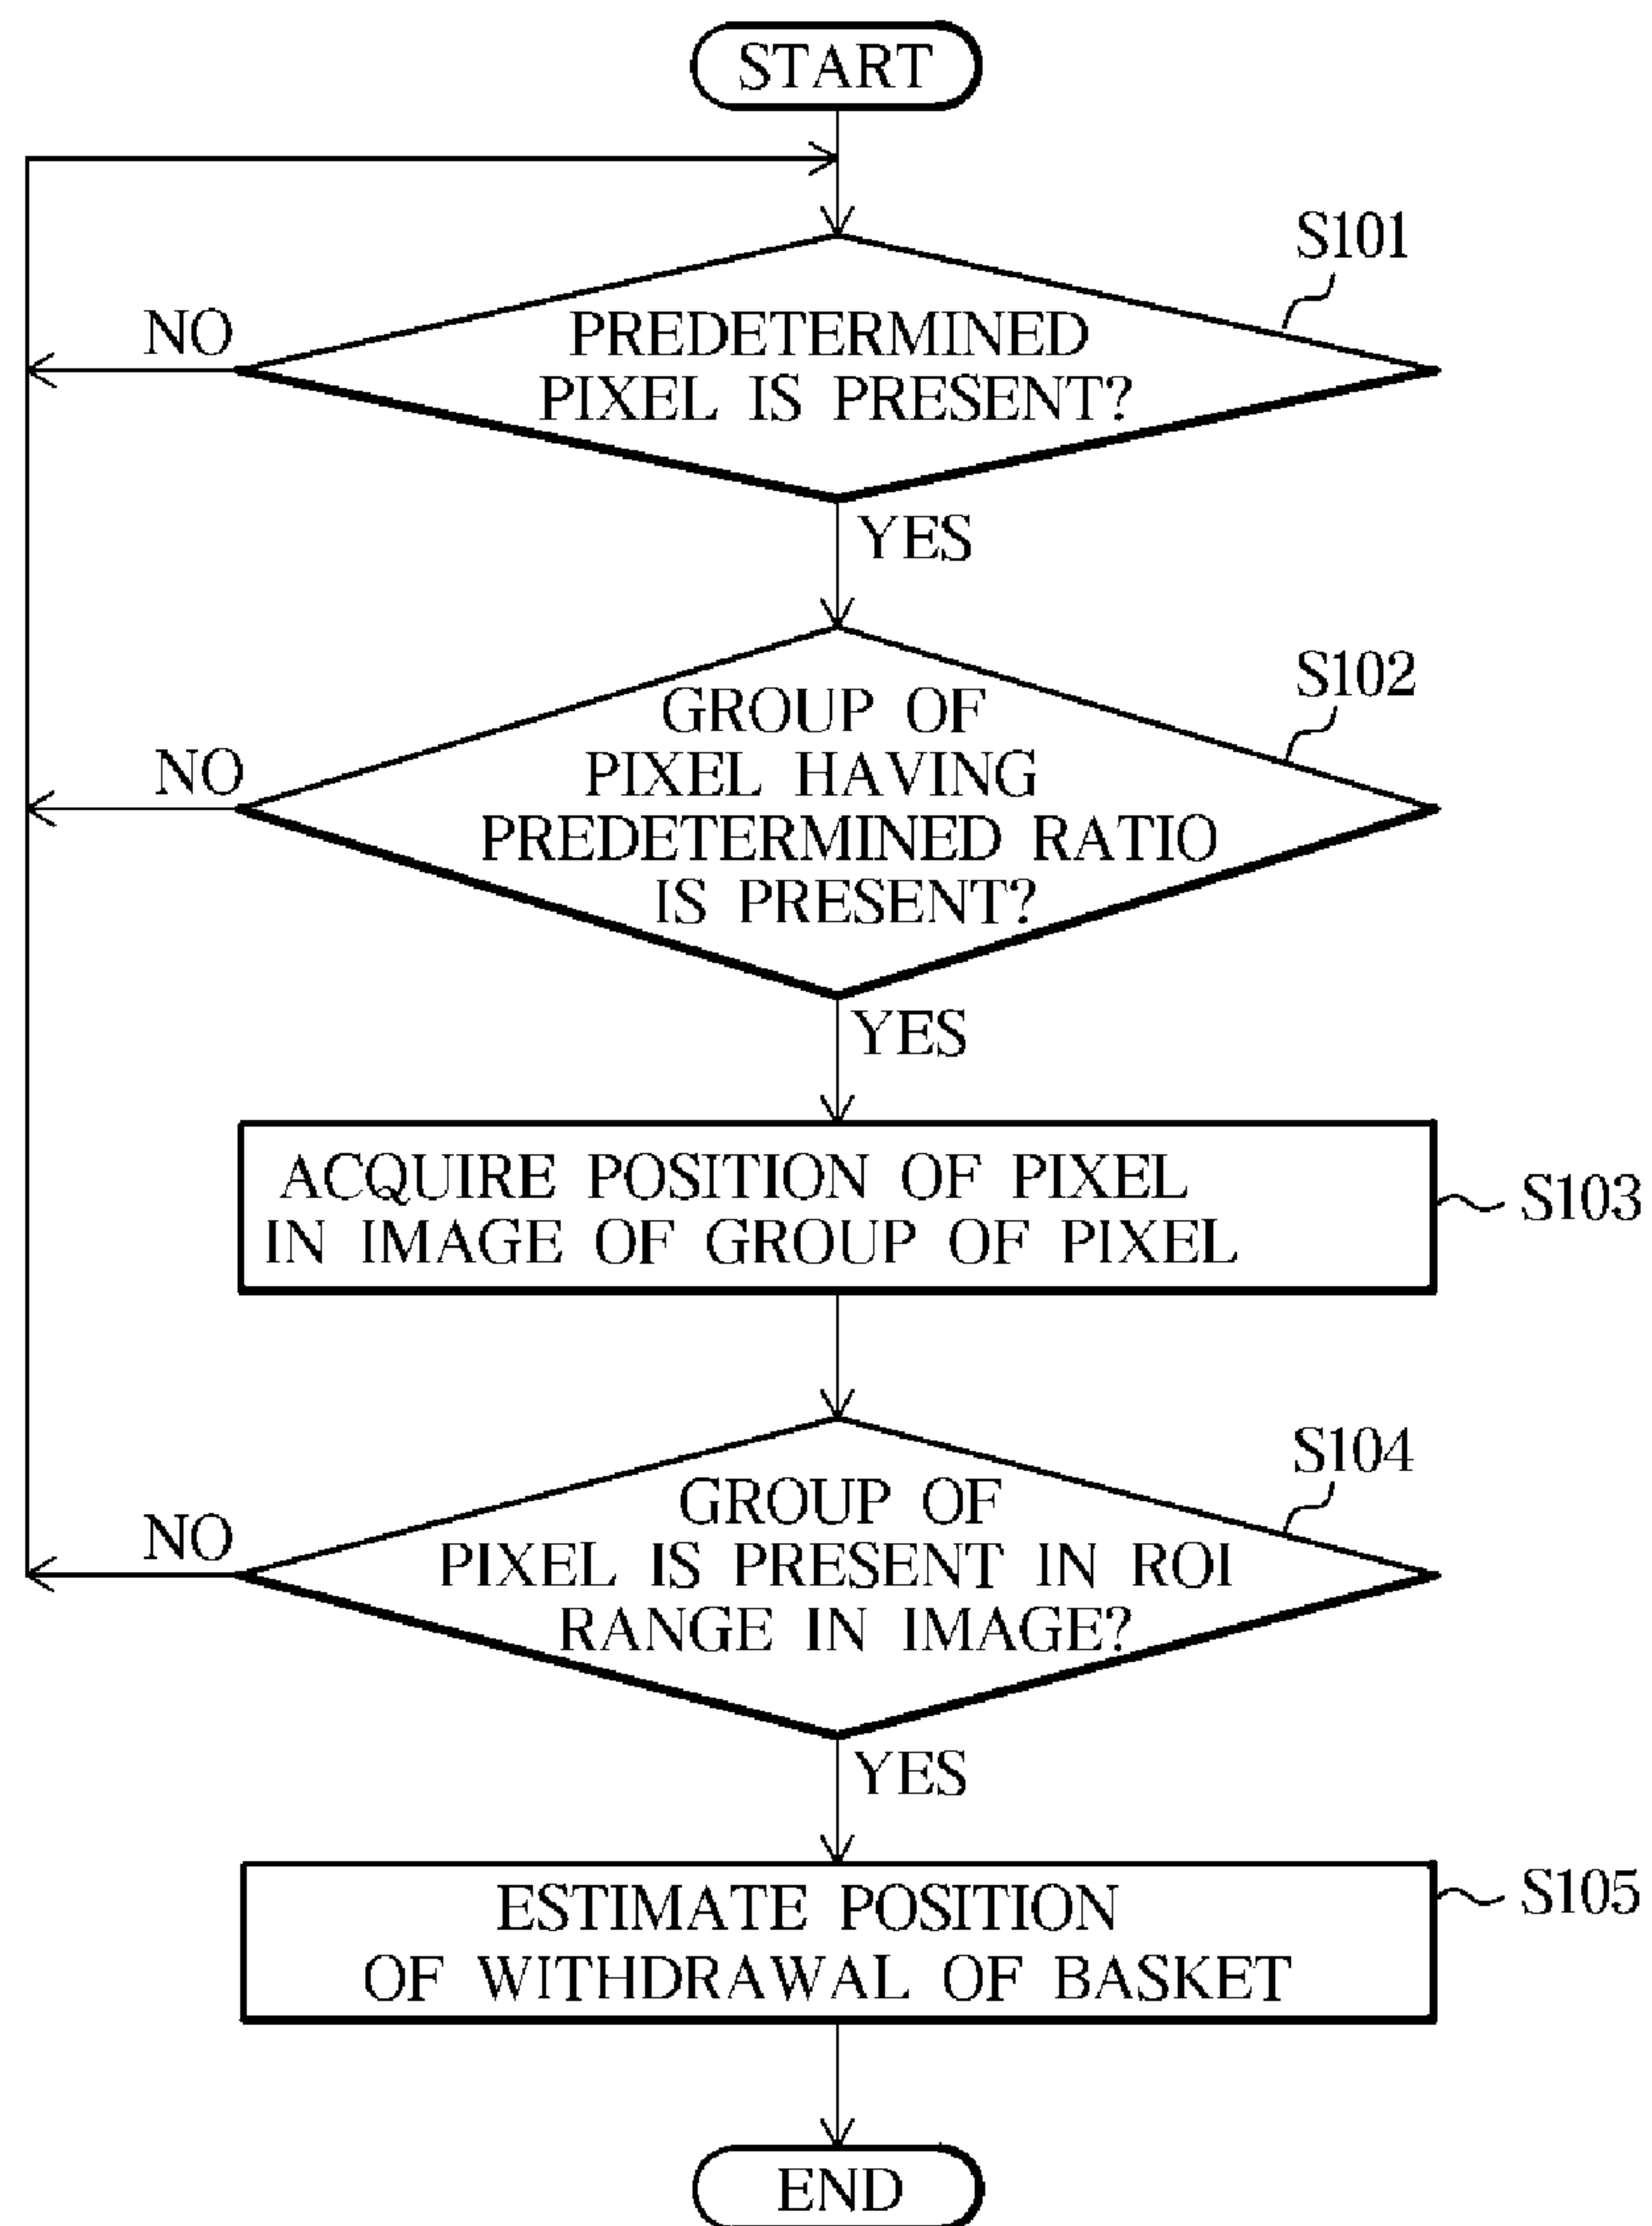 START
S101
NO
PREDETERMINED
PIXEL IS PRESENT?
YES
S102
GROUP OF
NO
PIXEL HAVING
PREDETERMINED RATIO
IS PRESENT?
YES
ACQUIRE POSITION OF PIXEL
S103
IN IMAGE OF GROUP OF PIXEL
S104
GROUP OF
NO
PIXEL IS PRESENT IN ROI
RANGE IN IMAGE?
YES
ESTIMATE POSITION
S105
OF WITHDRAWAL OF BASKET
END